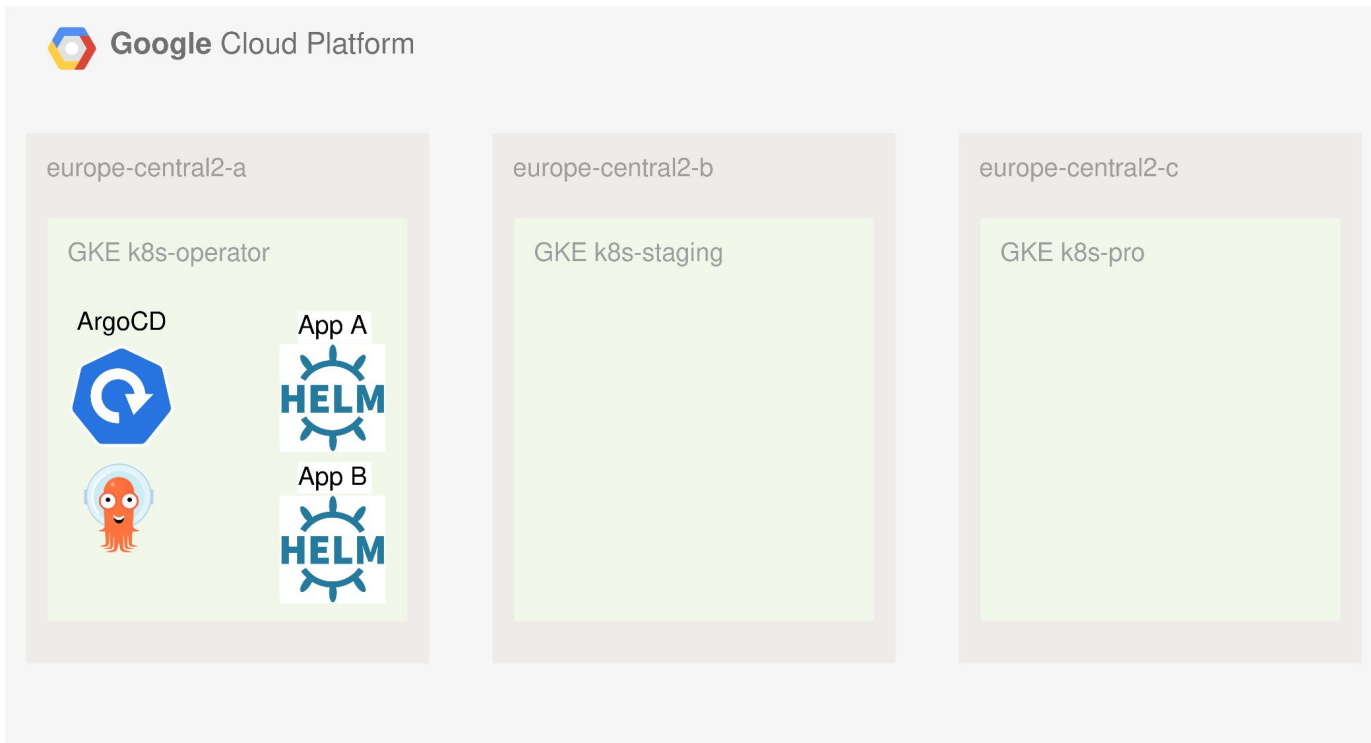 Google Cloud Platform
europe-central2-a
europe-central2-b
europe-central2-c
GKE k8s-operator
GKE k8s-staging
GKE k8s-pro
ArgoCD
App A
HELM
App B
HELM